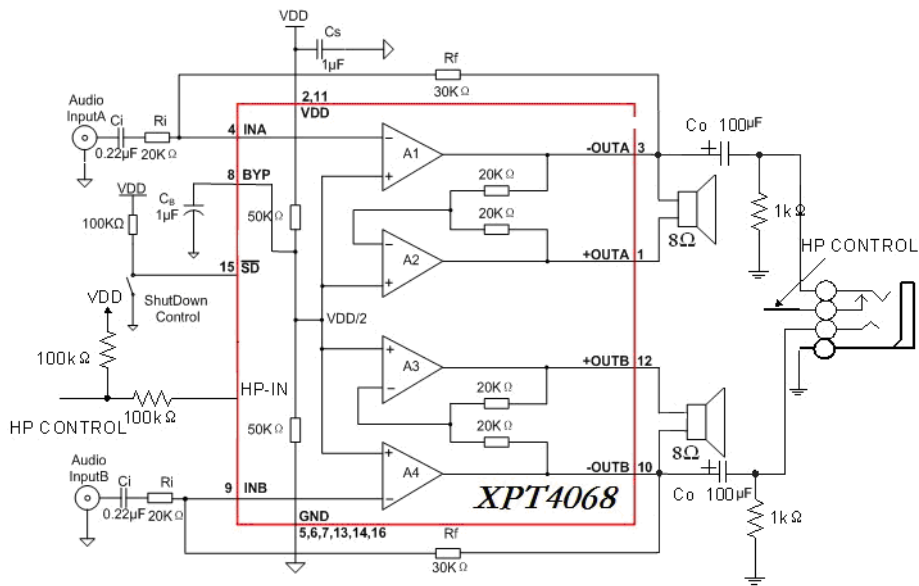 VDD
Cs
1µF
Rf
30KΩ
Audio
InputA
Ci
Ri
0.22µF
20KΩ
2,11
VDD
4 INA
A1
-OUTA 3
Co 100µF
8 BYP
VDD
CB
1µF
50KΩ
20KΩ
20KΩ
1kΩ
100KΩ
A2
+OUTA 1
8Ω
HP CONTROL
15 SD
ShutDown
Control
VDD
VDD/2
100kΩ
A3
+OUTB 12
HP-IN
100kΩ
HP CONTROL
20KΩ
50KΩ
20KΩ
8Ω
Audio
InputB
Ci
Ri
0.22µF
20KΩ
9 INB
A4
-OUTB 10
Co 100µF
XPT4068
GND
5,6,7,13,14,16
Rf
30KΩ
1kΩ